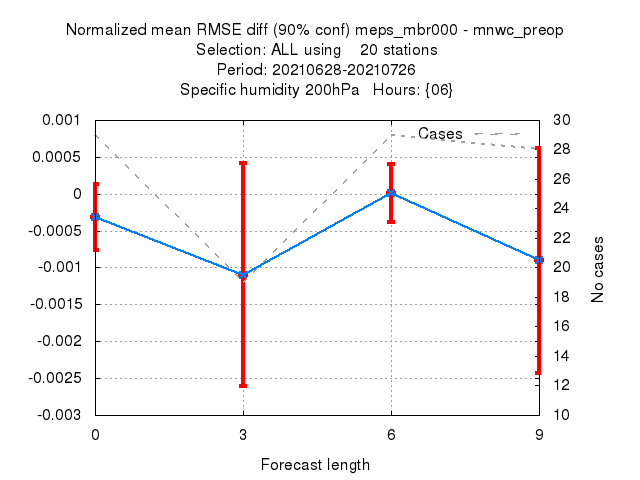 Normalized mean RMSE diff (90% conf) meps_mbr000 - mnwc_preop
Selection: ALL using    20 stations
Period: 20210628-20210726
Specific humidity 200hPa   Hours: {06}
0.001
0.0005
0
-0.0005
-0.001
-0.0015
-0.002
-0.0025
-0.003
Cases
30
28
26
24
22
20
18
16
14
12
10
No cases
0 3 6 9
Forecast length